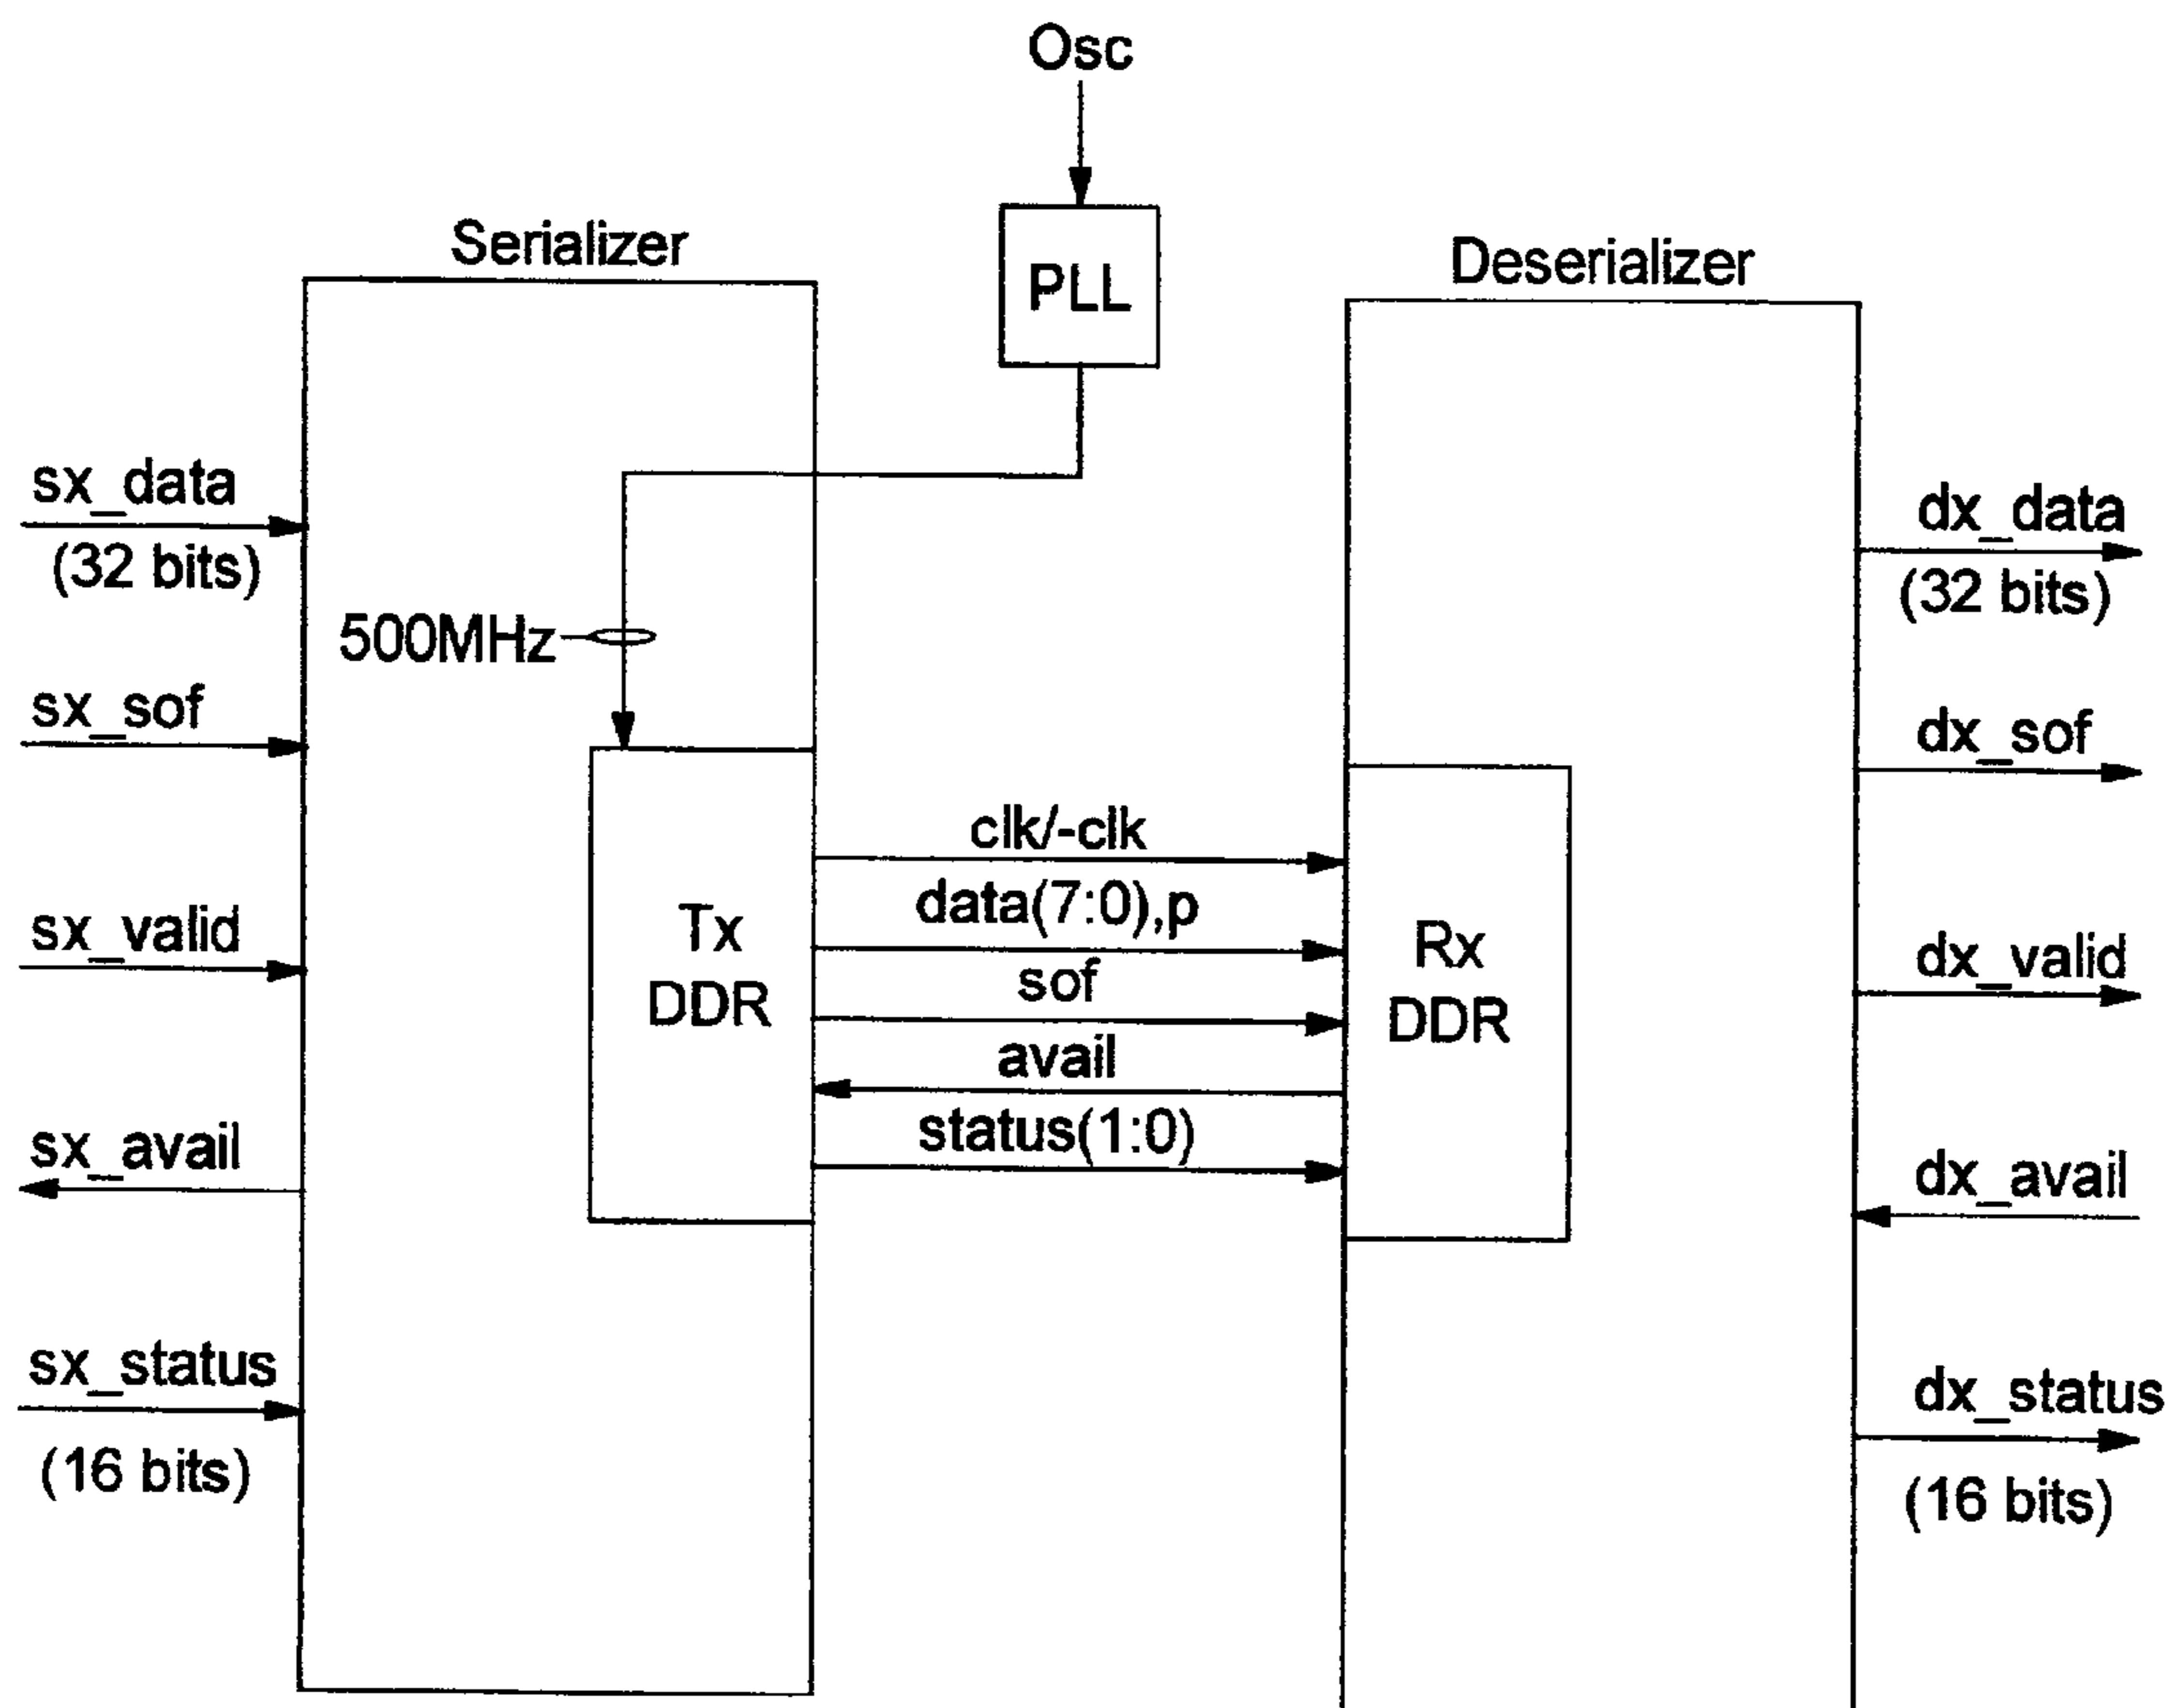 Osc
PLL
Serializer
Deserializer
sx_data
(32 bits)
500MHz
sx_sof
sx_valid
sx_avail
sx_status
(16 bits)
Tx
DDR
clk/-clk
data(7:0),p
sof
avail
status(1:0)
Rx
DDR
dx_data
(32 bits)
dx_sof
dx_valid
dx_avail
dx_status
(16 bits)